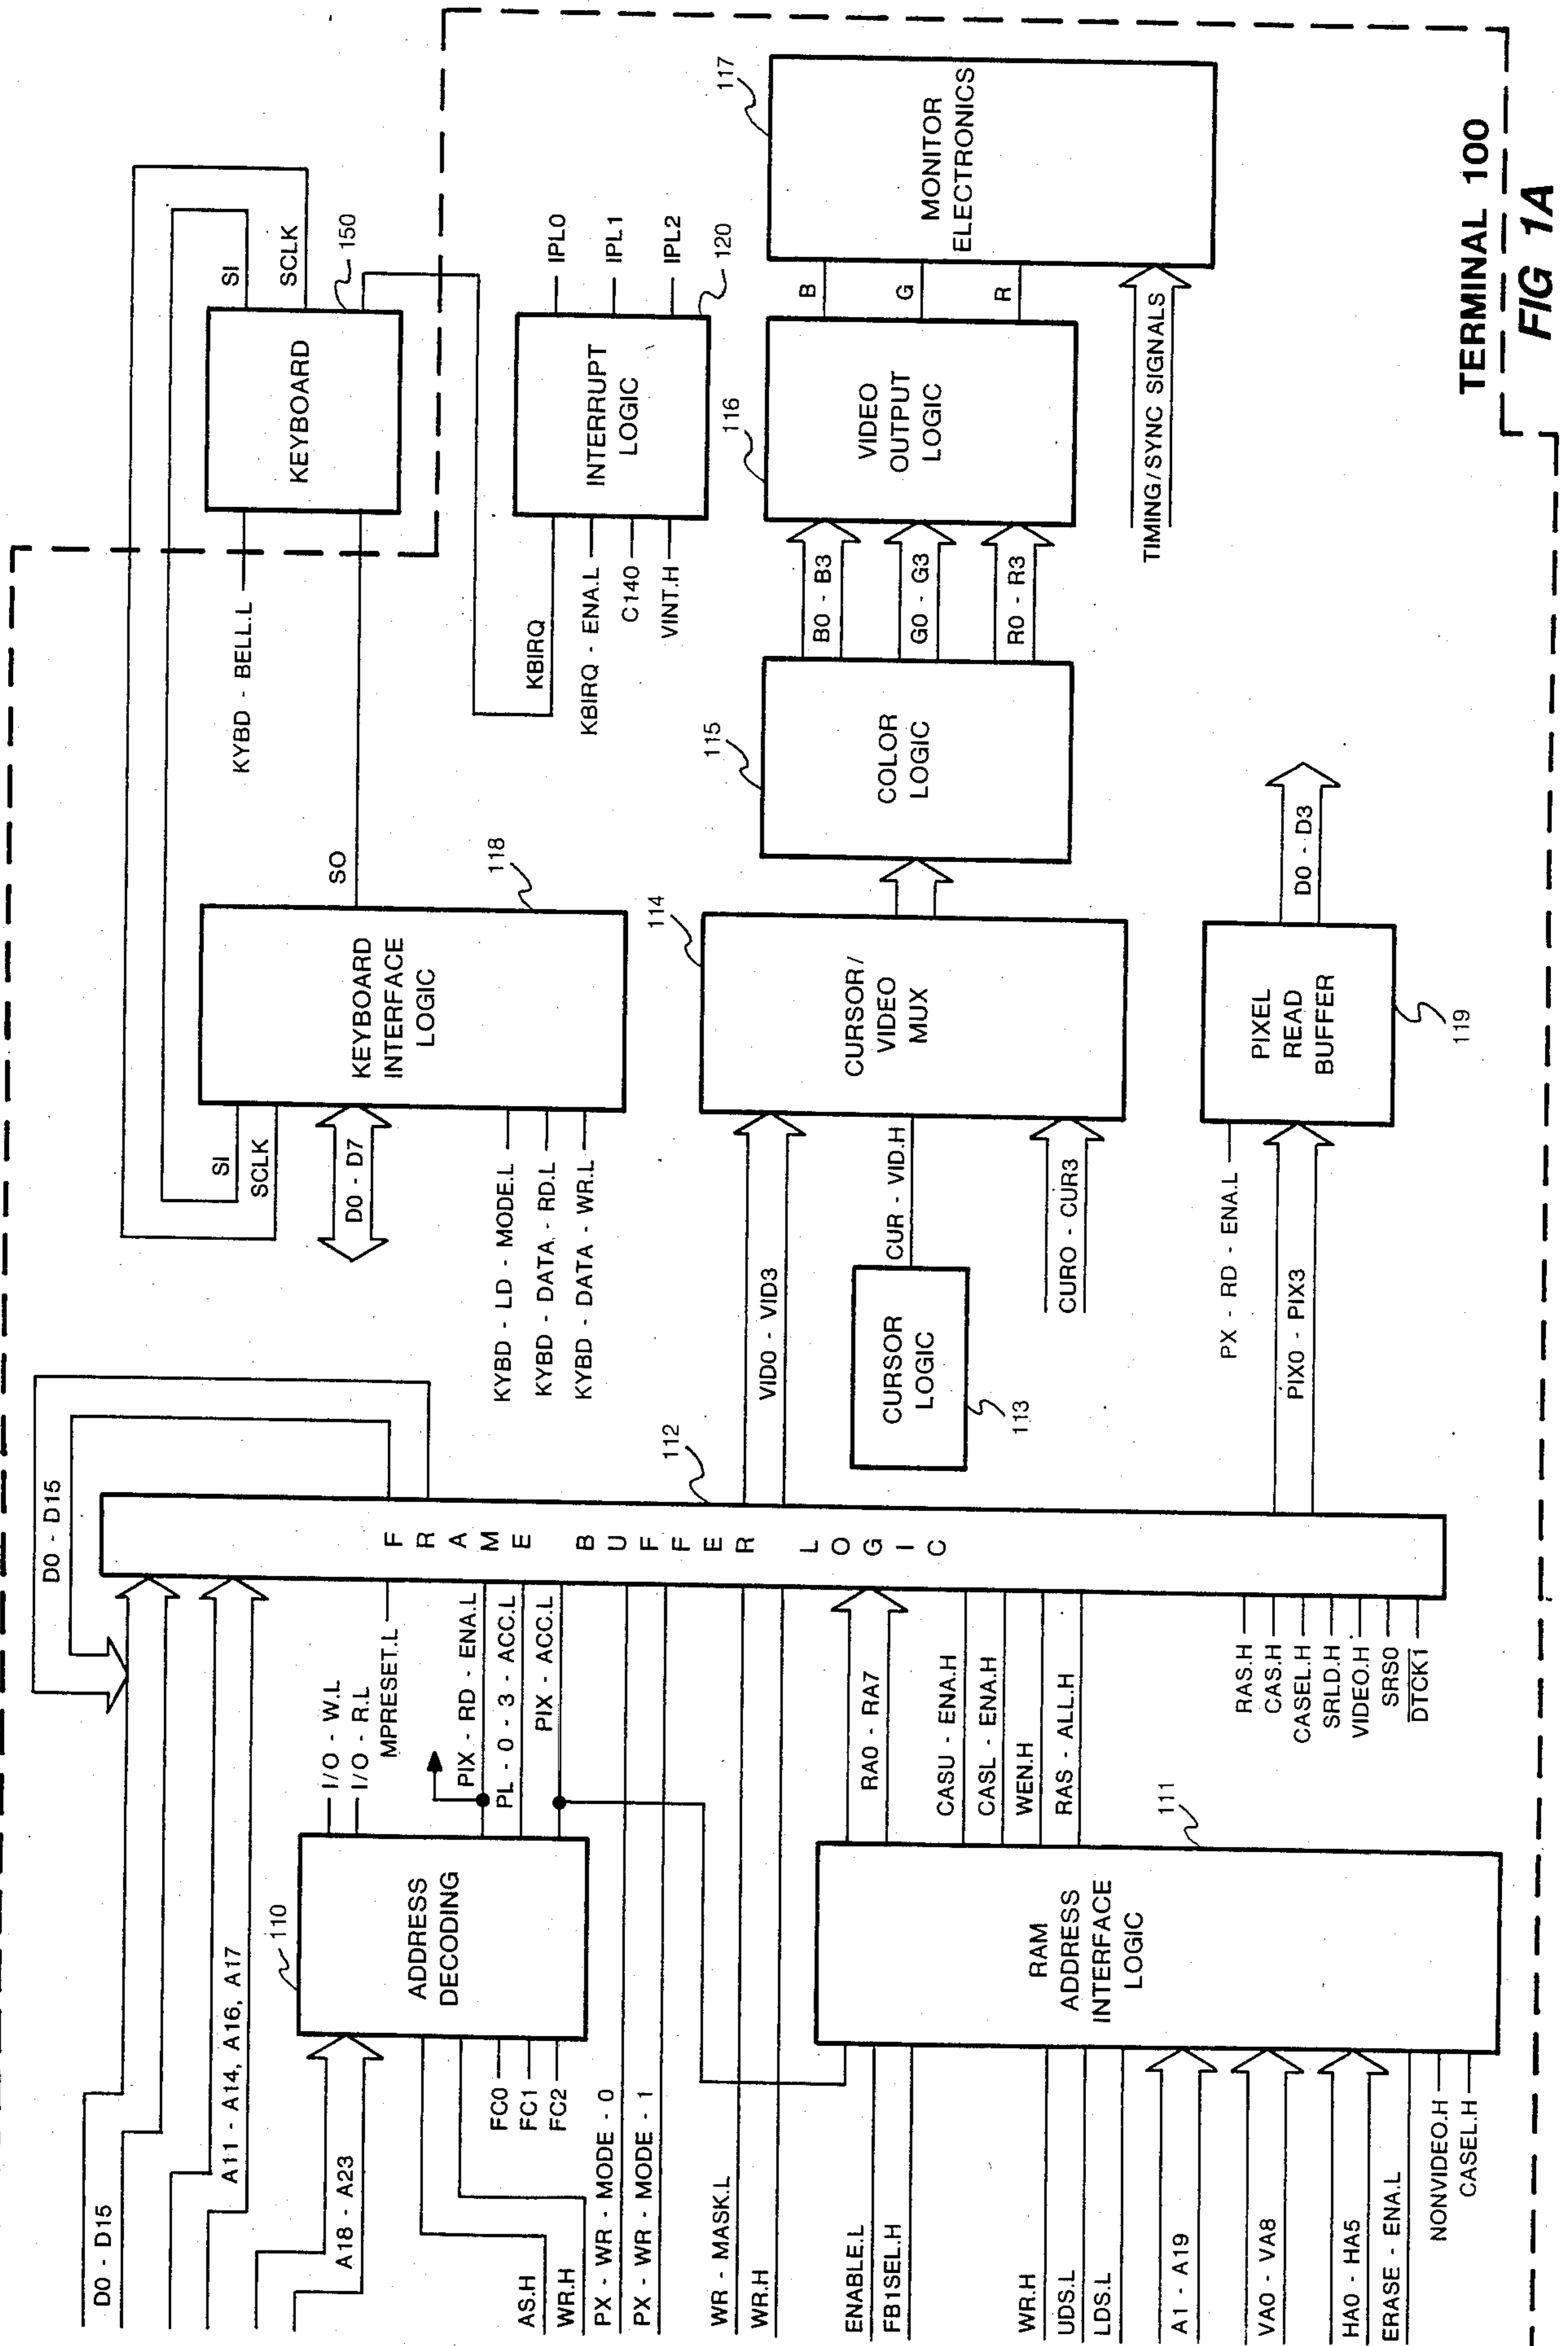 D0 - D15
A11 - A14, A16, A17
A18 - A23
AS.H
WR.H
PX - WR - MODE - 0
PX - WR - MODE - 1
WR - MASK.L
WR.H
ENABLE.L
FB1SEL.H
WR.H
UDS.L
LDS.L
A1 - A19
VA0 - VA8
HA0 - HA5
ERASE - ENA.L
NONVIDEO.H
CASEL.H
FC0
FC1
FC2
110
ADDRESS
DECODING
RAM
ADDRESS
INTERFACE
LOGIC
111
I/O - W.L
I/O - R.L
MPRESET.L
PIX - RD - ENA.L
PL - 0 - 3 - ACC.L
PIX - ACC.L
RA0 - RA7
CASU - ENA.H
CASL - ENA.H
WEN.H
RAS - ALL.H
RAS.H
CAS.H
CASEL.H
SRLD.H
VIDEO.H
SRS0
DTCK1
D0 - D15
FRAME BUFFER LOGIC
112
KYBD - LD - MODE.L
KYBD - DATA - RD.L
KYBD - DATA - WR.L
VID0 - VID3
CURSOR
LOGIC
113
CUR - VID.H
CURO - CUR3
PX - RD - ENA.L
PIX0 - PIX3
SI
SCLK
D0 - D7
KEYBOARD
INTERFACE
LOGIC
118
SO
CURSOR/
VIDEO
MUX
114
PIXEL
READ
BUFFER
119
D0 - D3
COLOR
LOGIC
115
KYBD - BELL.L
KBIRQ
KBIRQ - ENA.L
C140
VINT.H
B0 - B3
G0 - G3
R0 - R3
TIMING/SYNC SIGNALS
KEYBOARD
150
SI
SCLK
INTERRUPT
LOGIC
120
IPL0
IPL1
IPL2
VIDEO
OUTPUT
LOGIC
116
B
G
R
MONITOR
ELECTRONICS
117
TERMINAL 100
FIG 1A